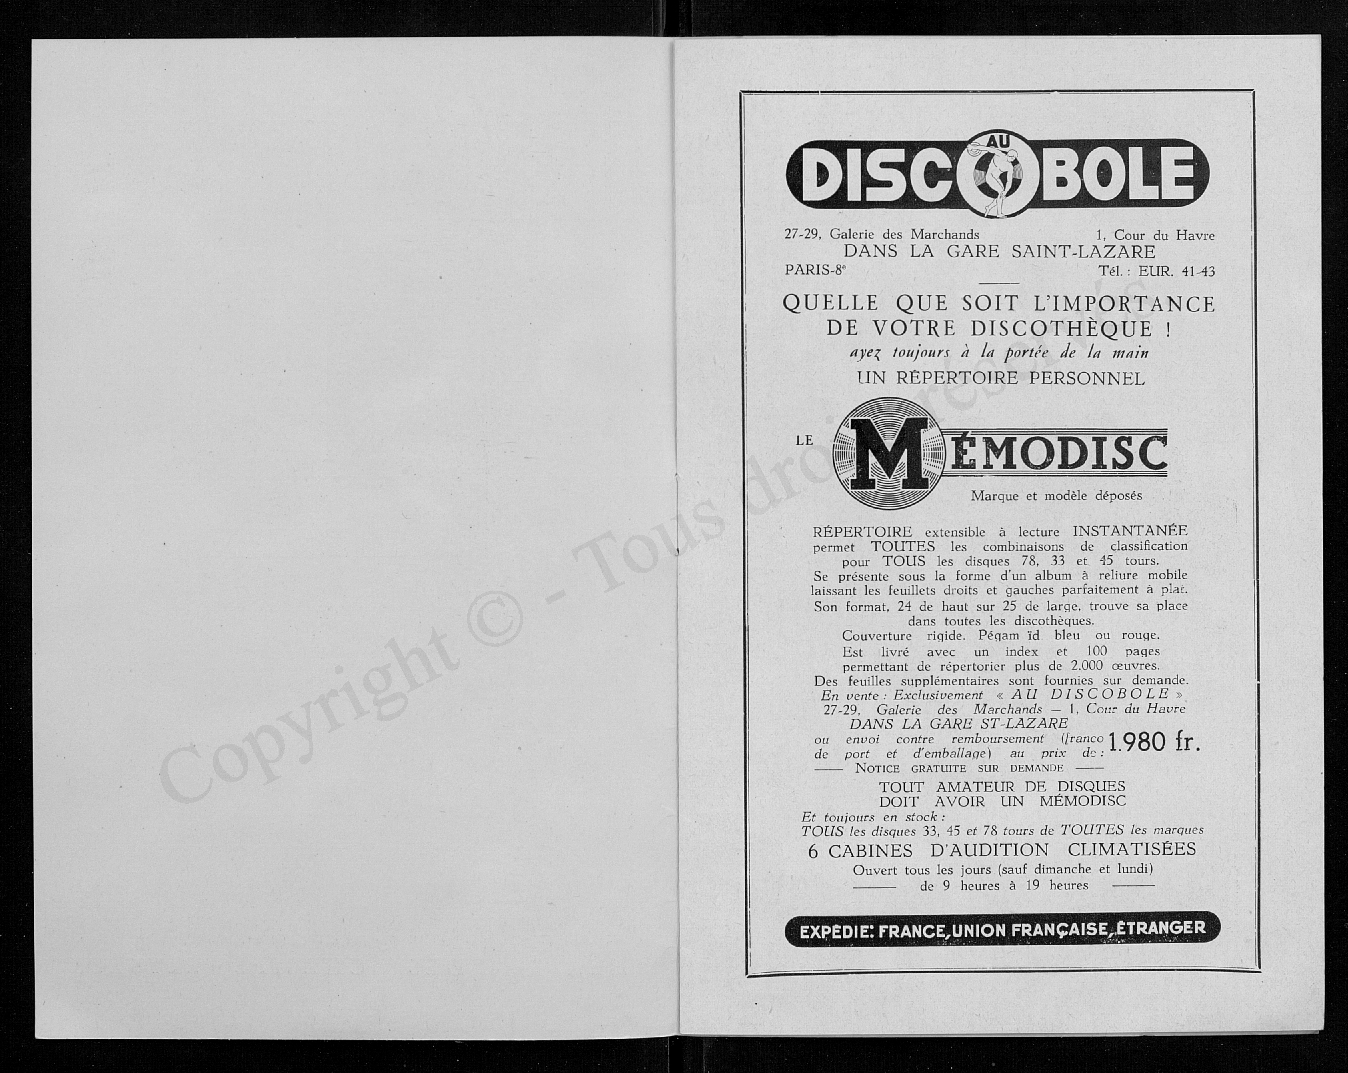 AU
DISCOBOLE
27-29, Galerie des Marchands 1, Cour du Havre
DANS LA GARE SAINT-LAZARE
PARIS-8e Tél. : EUR. 41-43
QUELLE QUE SOIT L'IMPORTANCE
DE VOTRE DISCOTHÈQUE !
ayez toujours à la portée de la main
UN RÉPERTOIRE PERSONNEL
LE MÉMODISC
Marque et modèle déposés
RÉPERTOIRE extensible à lecture INSTANTANÉE
permet TOUTES les combinaisons de classification
pour TOUS les disques 78, 33 et 45 tours.
Se présente sous la forme d'un album à reliure mobile
laissant les feuillets droits et gauches parfaitement à plat.
Son format, 24 de haut sur 25 de large, trouve sa place
dans toutes les discothèques.
Couverture rigide. Pégam ïd bleu ou rouge.
Est livré avec un index et 100 pages
permettant de répertorier plus de 2.000 œuvres.
Des feuilles supplémentaires sont fournies sur demande.
En vente : Exclusivement « AU DISCOBOLE »
27-29, Galerie des Marchands — 1, Cour du Havre
DANS LA GARE ST-LAZARE
ou envoi contre remboursement (franco
de port et d'emballage) au prix de : 1.980 fr.
NOTICE GRATUITE SUR DEMANDE
TOUT AMATEUR DE DISQUES
DOIT AVOIR UN MÉMODISC
Et toujours en stock :
TOUS les disques 33, 45 et 78 tours de TOUTES les marques
6 CABINES D'AUDITION CLIMATISÉES
Ouvert tous les jours (sauf dimanche et lundi)
de 9 heures à 19 heures
EXPÉDIE: FRANCE, UNION FRANÇAISE, ÉTRANGER
Copyright © - Tous droits réservés